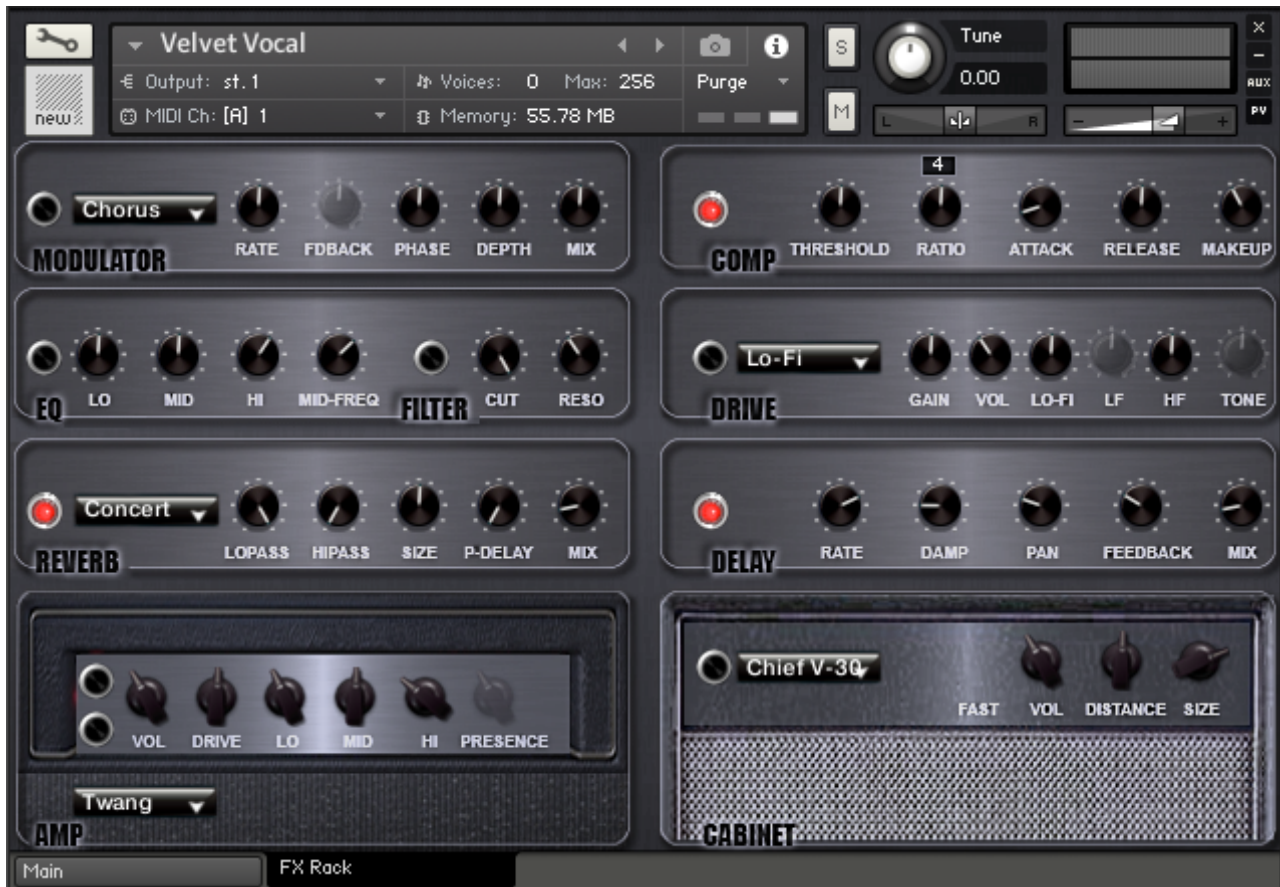 Velvet Vocal
S
Tune
0.00
×
-
AUX
PV
Output: st.1
Voices: 0 Max: 256
Purge
new
MIDI Ch: [A] 1
Memory: 55.78 MB
M
L
R
-
+
Chorus
RATE FDBACK PHASE DEPTH MIX
MODULATOR
4
THRESHOLD RATIO ATTACK RELEASE MAKEUP
COMP
LO MID HI MID-FREQ
EQ
FILTER
CUT RESO
Lo-Fi
GAIN VOL LO-FI LF HF TONE
DRIVE
Concert
LOPASS HIPASS SIZE P-DELAY MIX
REVERB
RATE DAMP PAN FEEDBACK MIX
DELAY
VOL DRIVE LO MID HI PRESENCE
Twang
AMP
Chief V-30
FAST VOL DISTANCE SIZE
CABINET
Main
FX Rack